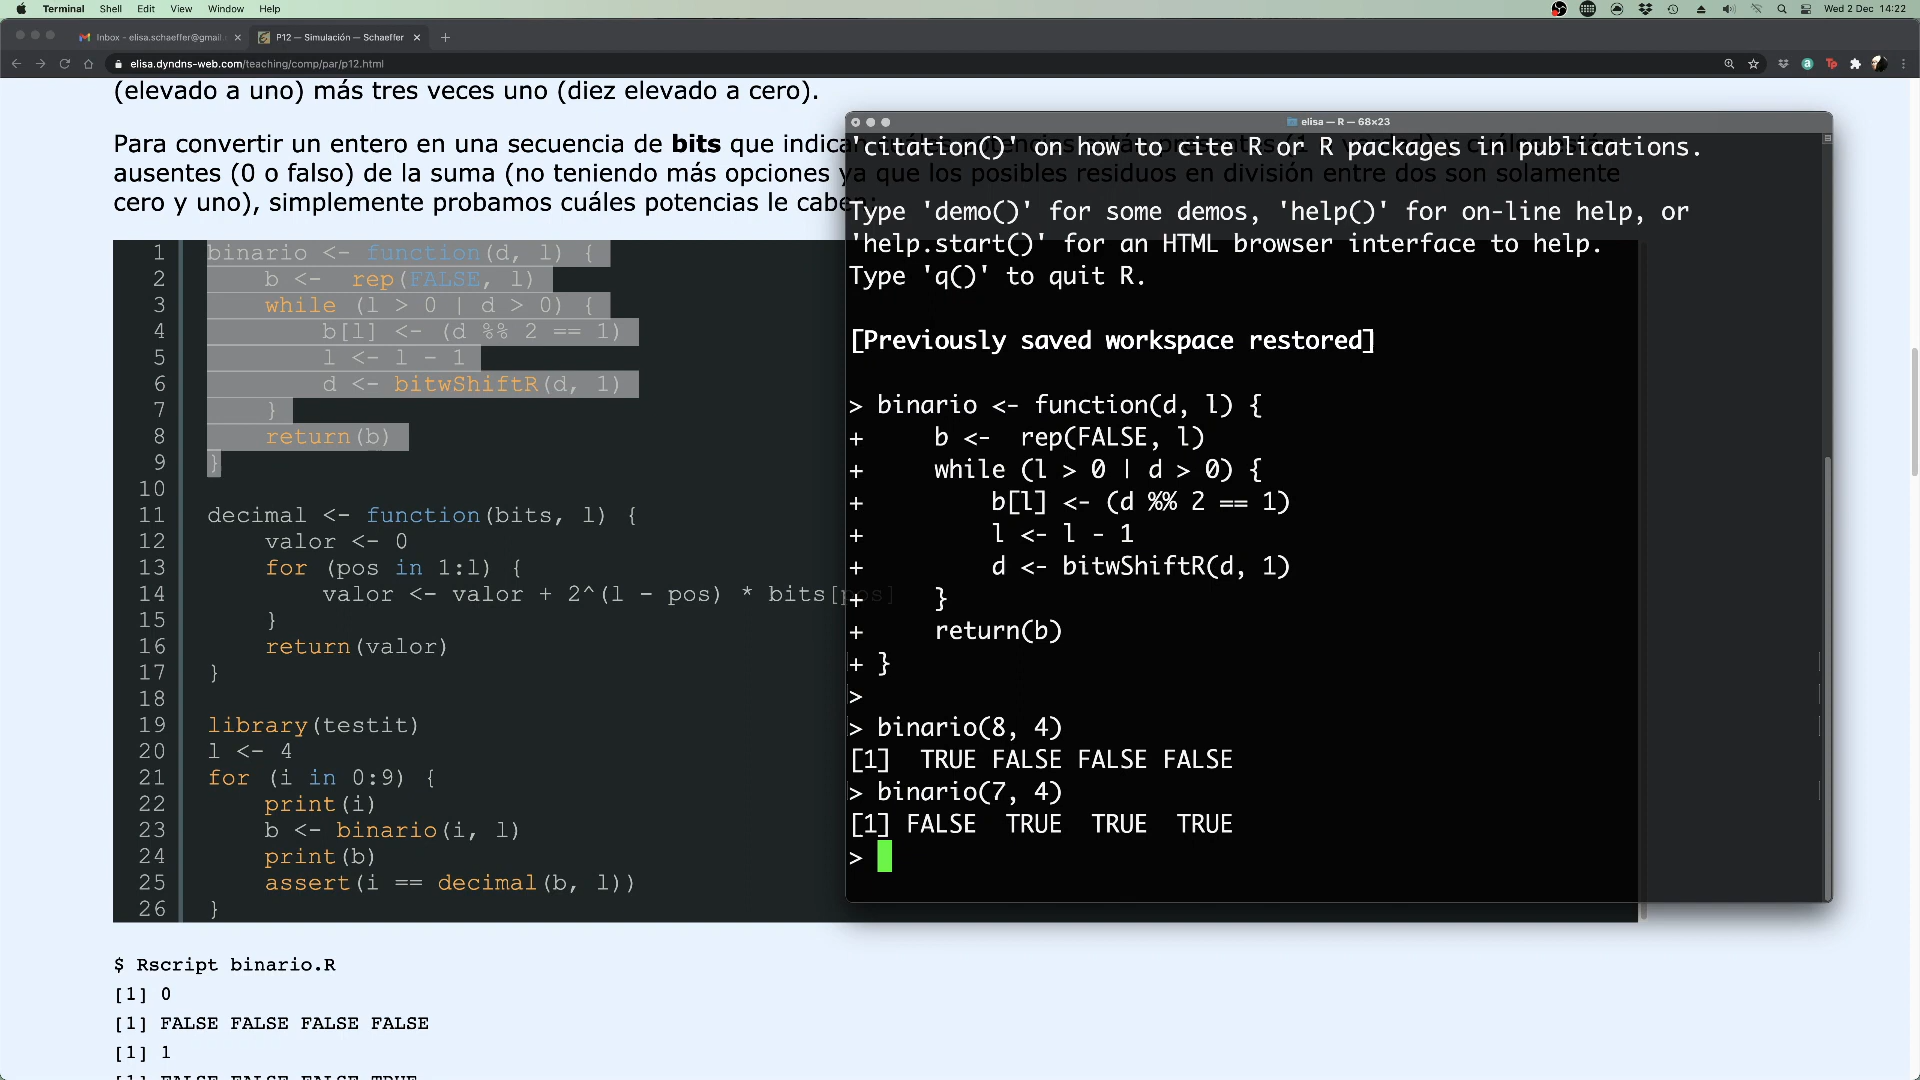 Terminal Shell Edit View Window Help Wed 2 Dec 14:22
Inbox - elisa.schaeffer@gmail P12 — Simulación — Schaeffer
elisa.dyndns-web.com/teaching/comp/par/p12.html
(elevado a uno) más tres veces uno (diez elevado a cero).
Para convertir un entero en una secuencia de bits que indican
ausentes (0 o falso) de la suma (no teniendo más opciones ya que los posibles residuos en división entre dos son solamente
cero y uno), simplemente probamos cuáles potencias le caben:
1 binario <- function(d, l) {
2 b <-  rep(FALSE, l)
3 while (l > 0 | d > 0) {
4 b[l] <- (d %% 2 == 1)
5 l <- l - 1
6 d <- bitwShiftR(d, 1)
7 }
8 return(b)
9 }
10
11 decimal <- function(bits, l) {
12 valor <- 0
13 for (pos in 1:l) {
14 valor <- valor + 2^(l - pos) * bits[pos]
15 }
16 return(valor)
17 }
18
19 library(testit)
20 l <- 4
21 for (i in 0:9) {
22 print(i)
23 b <- binario(i, l)
24 print(b)
25 assert(i == decimal(b, l))
26 }
$ Rscript binario.R
[1] 0
[1] FALSE FALSE FALSE FALSE
[1] 1
[1] FALSE FALSE FALSE TRUE
elisa — R — 68×23
'citation()' on how to cite R or R packages in publications.
Type 'demo()' for some demos, 'help()' for on-line help, or
'help.start()' for an HTML browser interface to help.
Type 'q()' to quit R.
[Previously saved workspace restored]
> binario <- function(d, l) {
+     b <-  rep(FALSE, l)
+     while (l > 0 | d > 0) {
+         b[l] <- (d %% 2 == 1)
+         l <- l - 1
+         d <- bitwShiftR(d, 1)
+     }
+     return(b)
+ }
>
> binario(8, 4)
[1]  TRUE FALSE FALSE FALSE
> binario(7, 4)
[1] FALSE  TRUE  TRUE  TRUE
>